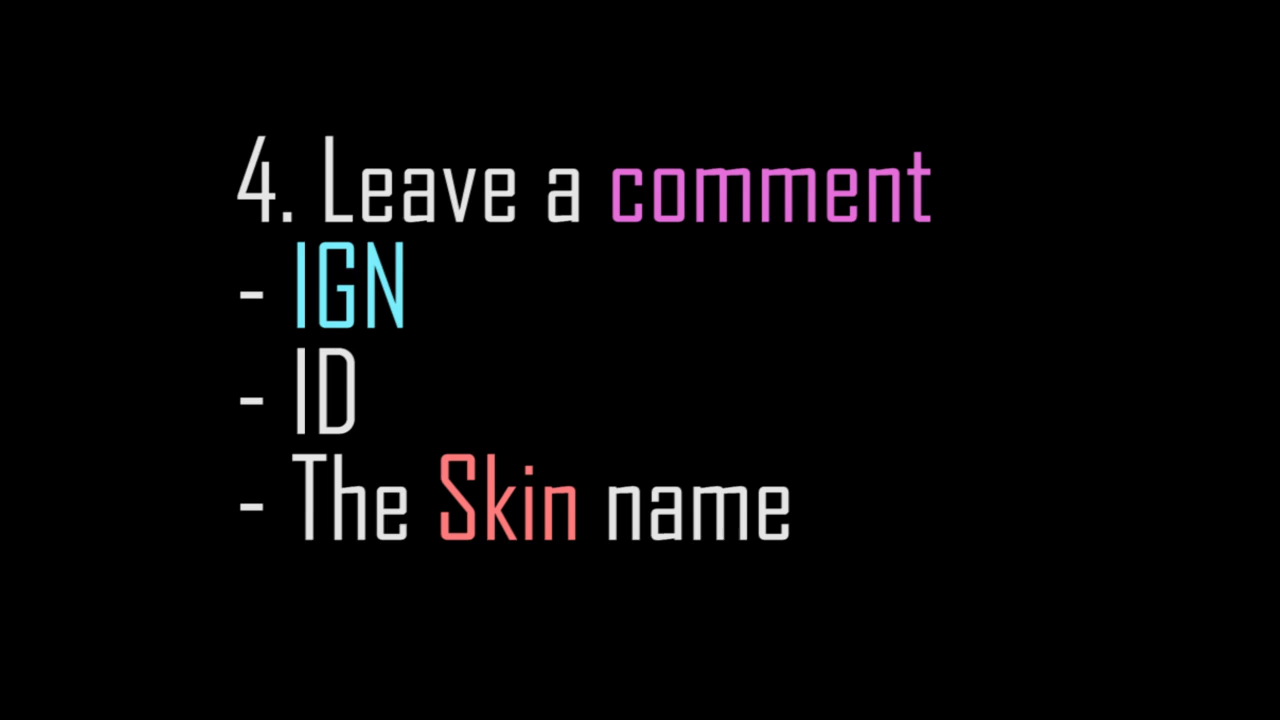 4. Leave a comment
- IGN
- ID
- The Skin name